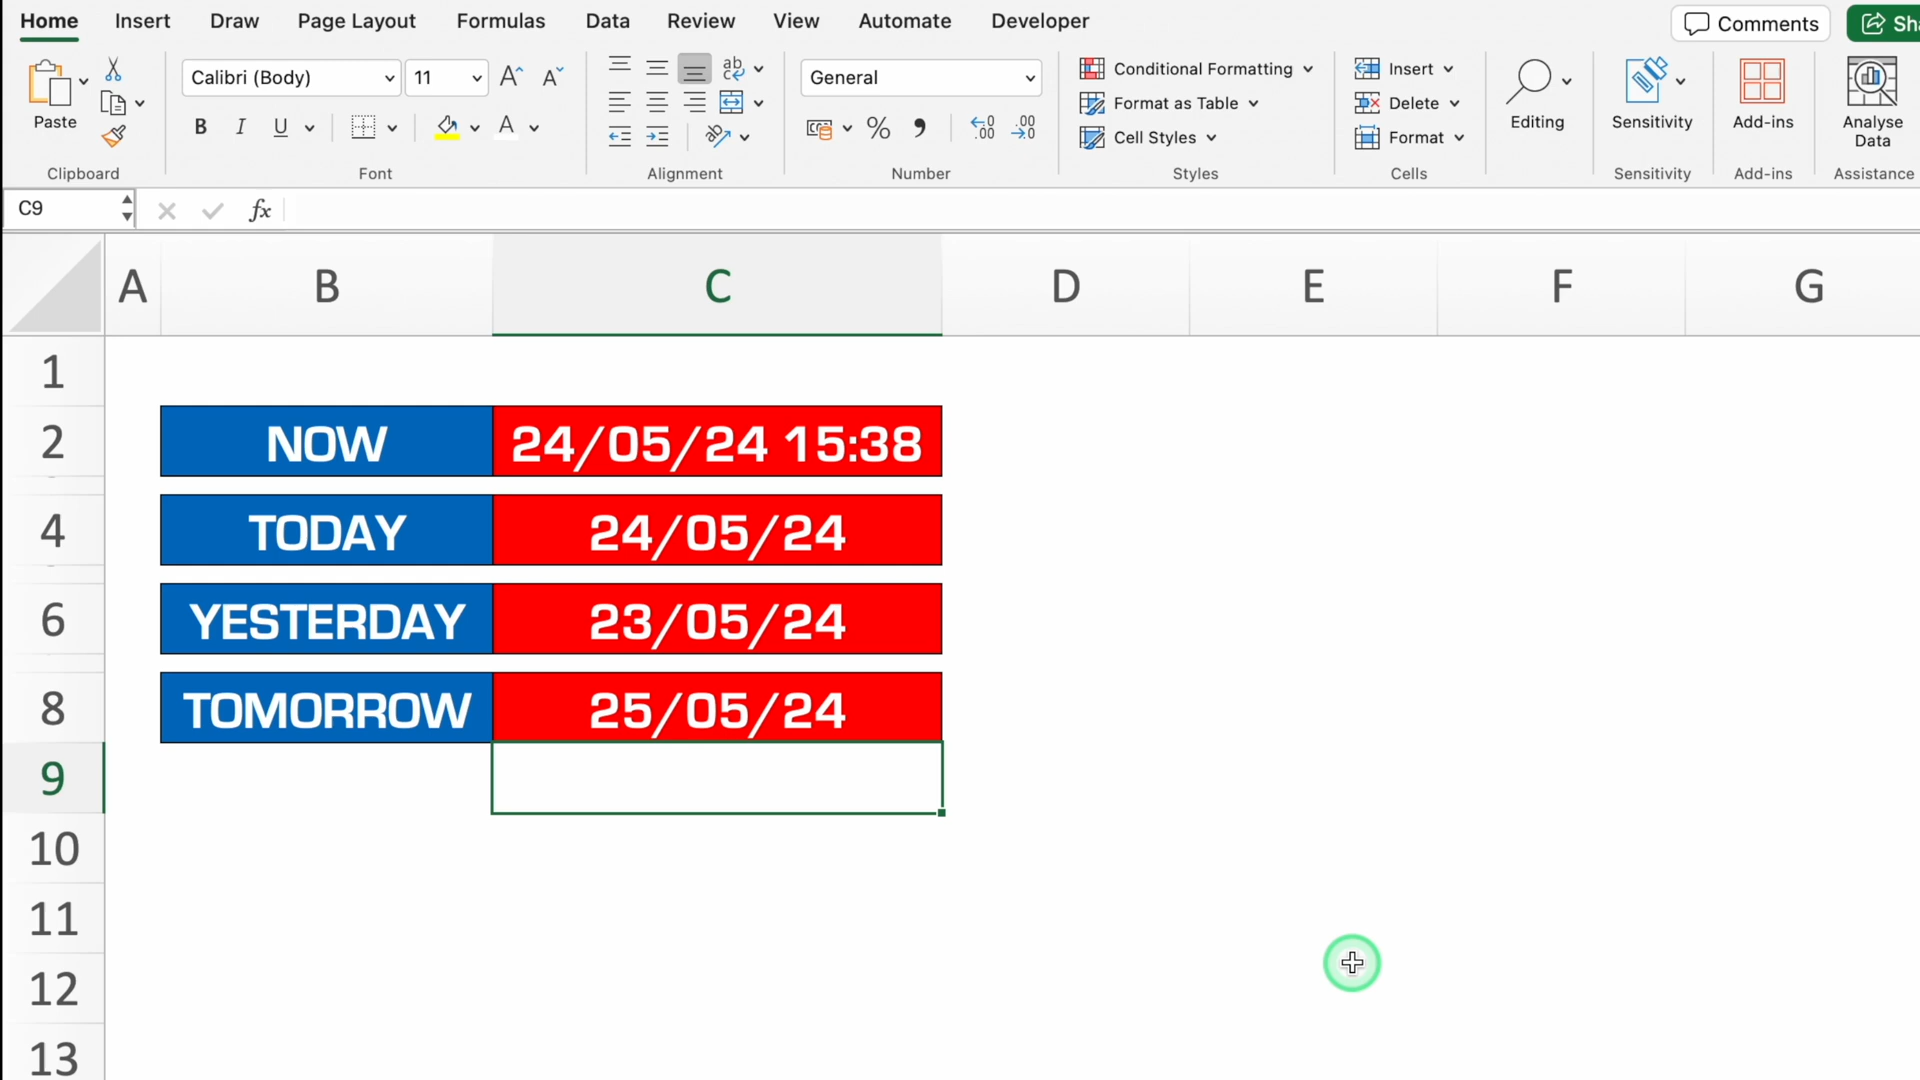 Home Insert Draw Page Layout Formulas Data Review View Automate Developer Comments
Calibri (Body) 11 General Conditional Formatting Insert
Format as Table Delete
Paste B I U A % Cell Styles Format Editing Sensitivity Add-ins Analyse Data
Clipboard Font Alignment Number Styles Cells Sensitivity Add-ins Assistance
C9 fx
A B C D E F G
1
2 NOW 24/05/24 15:38
4 TODAY 24/05/24
6 YESTERDAY 23/05/24
8 TOMORROW 25/05/24
9
10
11
12
13